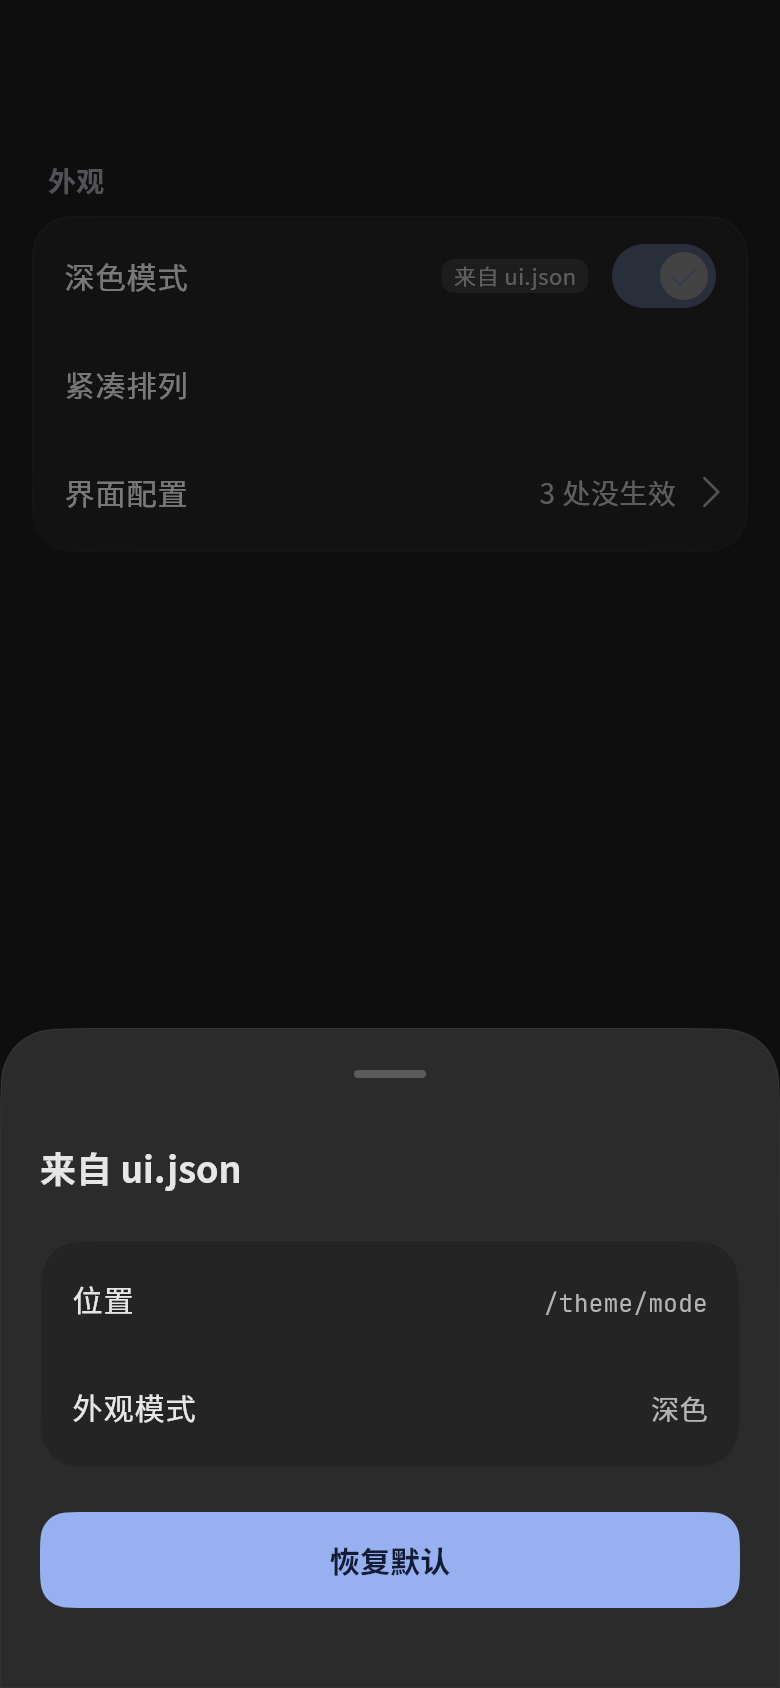 外观
深色模式 来自 ui.json
紧凑排列
界面配置 3 处没生效
来自 ui.json
位置 /theme/mode
外观模式 深色
恢复默认